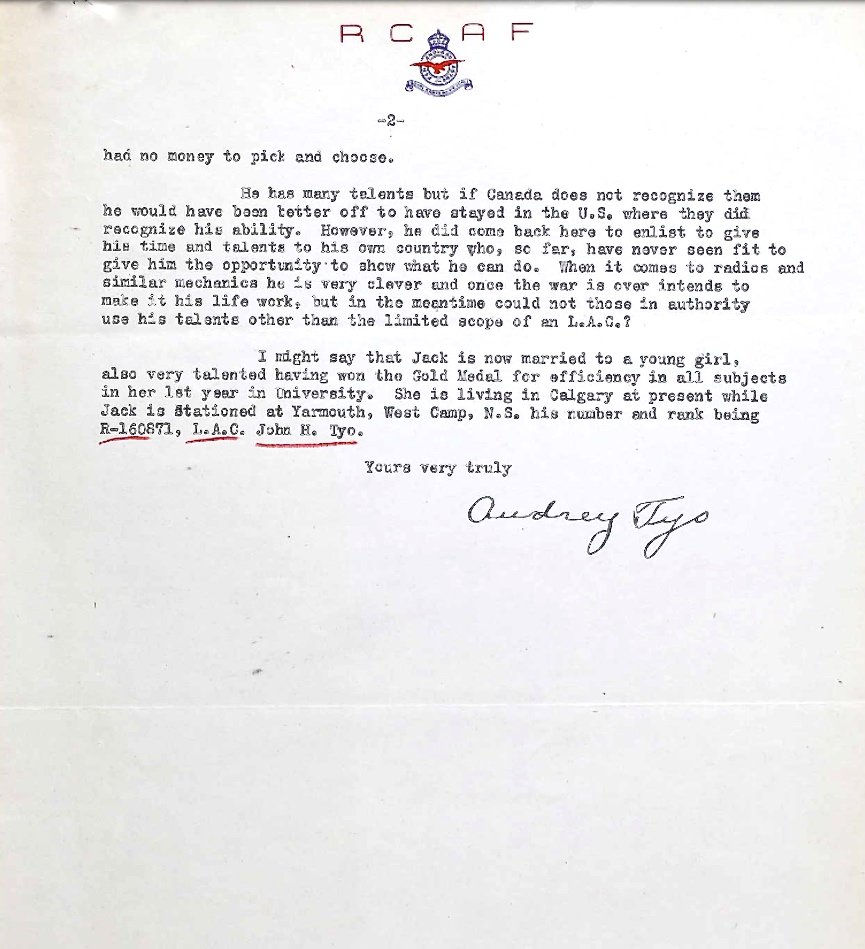 R C A F
-2-
had no money to pick and choose.
He has many talents but if Canada does not recognize them
he would have been better off to have stayed in the U.S. where they did
recognize his ability. However, he did come back here to enlist to give
his time and talents to his own country who, so far, have never seen fit to
give him the opportunity to show what he can do. When it comes to radios and
similar mechanics he is very clever and once the war is over intends to
make it his life work, but in the meantime could not those in authority
use his talents other than the limited scope of an L.A.C.?
I might say that Jack is now married to a young girl,
also very talented having won the Gold Medal for efficiency in all subjects
in her 1st year in University. She is living in Calgary at present while
Jack is Stationed at Yarmouth, West Camp, N.S. his number and rank being
R-160871, L.A.C. John H. Tyo.
Yours very truly
Audrey Tyo